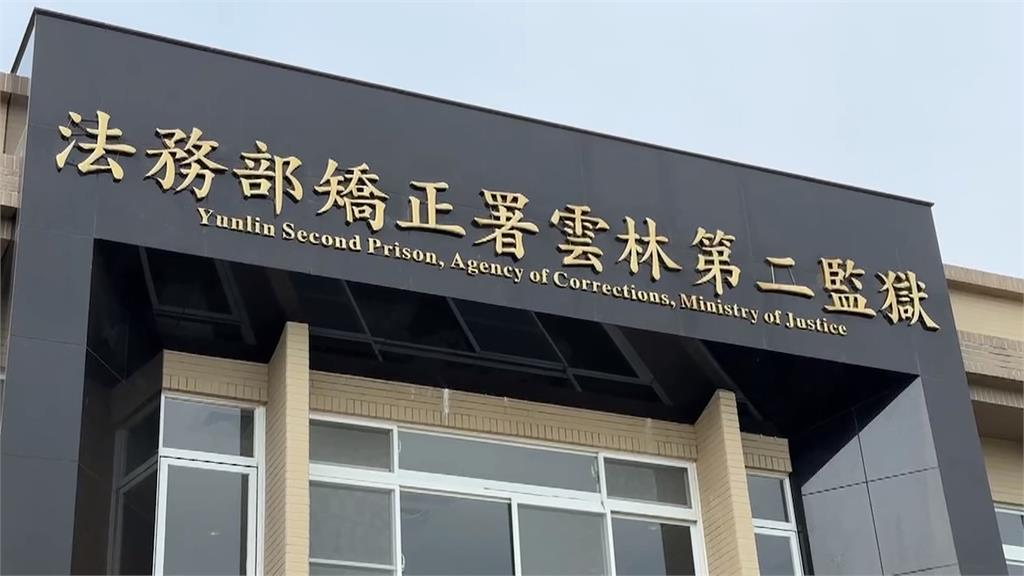 法務部矯正署雲林第二監獄
Yunlin Second Prison, Agency of Corrections, Ministry of Justice